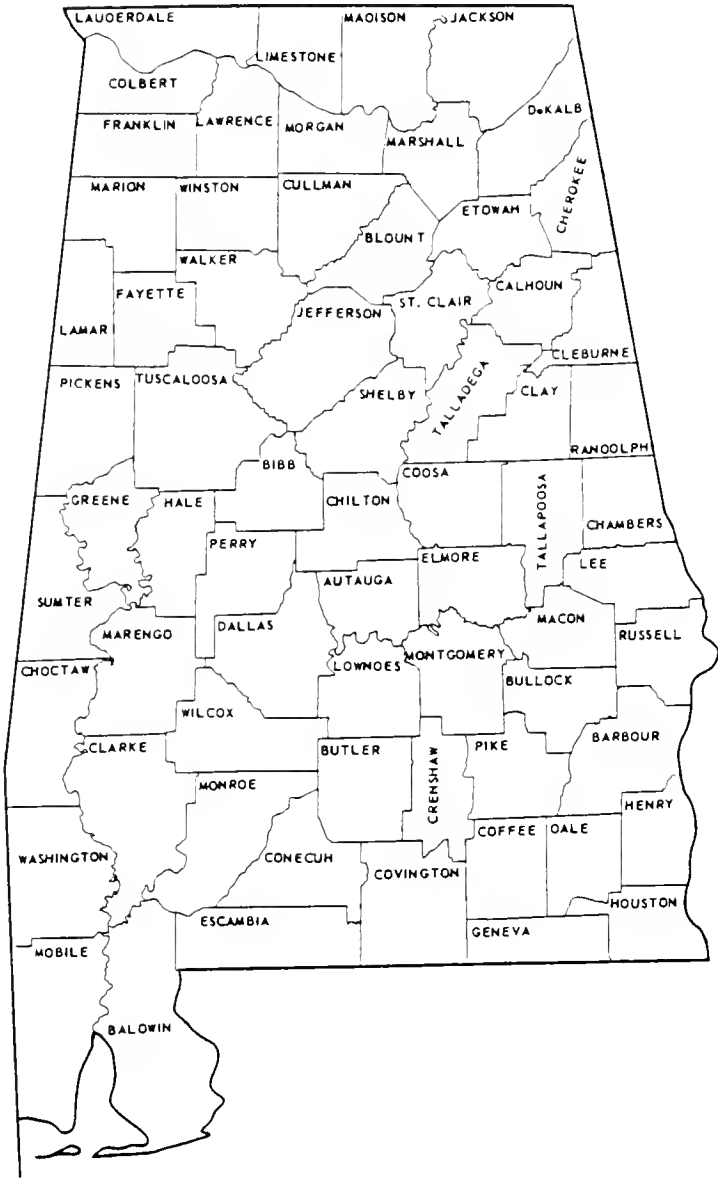 LAUDERDALE
LIMESTONE
MADISON
JACKSON
COLBERT
FRANKLIN
LAWRENCE
MORGAN
MARSHALL
DeKALB
CHEROKEE
MARION
WINSTON
CULLMAN
ETOWAH
BLOUNT
WALKER
FAYETTE
JEFFERSON
ST. CLAIR
CALHOUN
LAMAR
CLEBURNE
PICKENS
TUSCALOOSA
SHELBY
TALLADEGA
CLAY
RANDOLPH
BIBB
COOSA
GREENE
HALE
CHILTON
TALLAPOOSA
CHAMBERS
PERRY
ELMORE
LEE
AUTAUGA
SUMTER
MARENGO
DALLAS
MACON
RUSSELL
CHOCTAW
LOWNOES
MONTGOMERY
BULLOCK
WILCOX
CLARKE
BUTLER
CRENSHAW
PIKE
BARBOUR
MONROE
HENRY
WASHINGTON
CONECUH
COVINGTON
COFFEE
OALE
HOUSTON
ESCAMBIA
GENEVA
MOBILE
BALOWIN